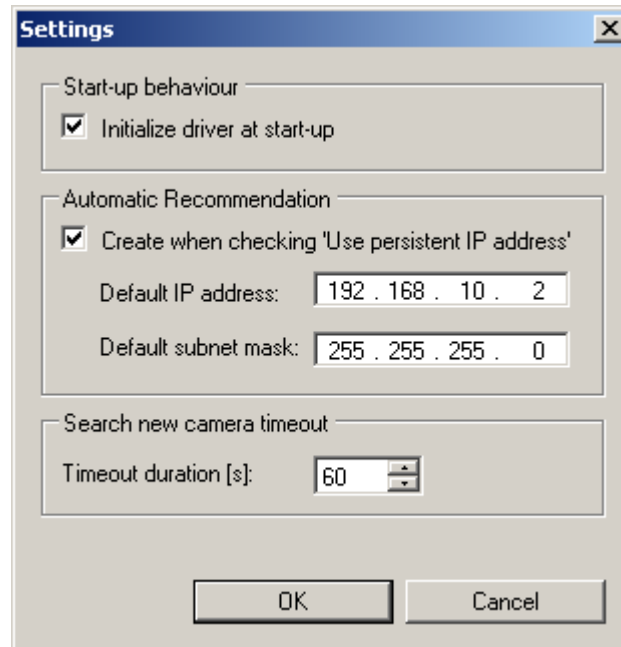 Settings
Start-up behaviour
Initialize driver at start-up
Automatic Recommendation
Create when checking 'Use persistent IP address'
Default IP address: 192 . 168 . 10 . 2
Default subnet mask: 255 . 255 . 255 . 0
Search new camera timeout
Timeout duration [s]: 60
OK Cancel